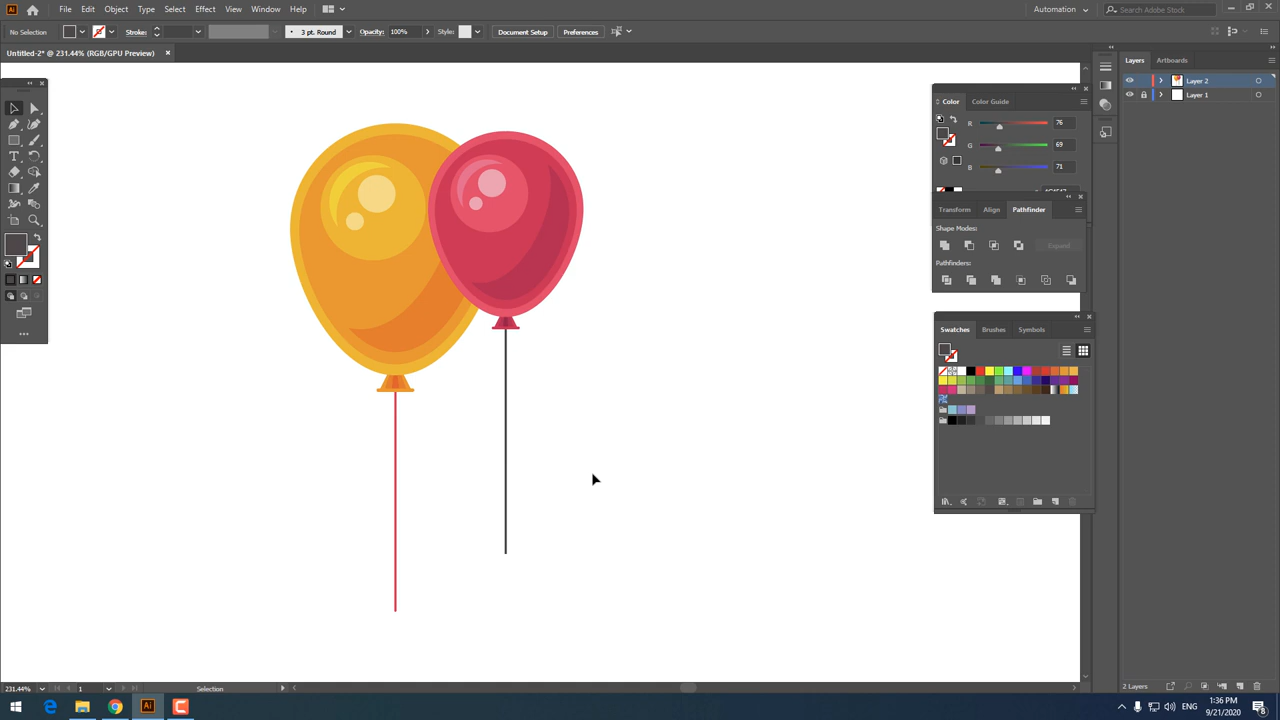 Ai File Edit Object Type Select Effect View Window Help Automation Search Adobe Stock
No Selection Stroke: 3 pt. Round Opacity: 100% Style: Document Setup Preferences
Untitled-2* @ 231.44% (RGB/GPU Preview)
Layers Artboards
Layer 2
Layer 1
Color Color Guide
R 76
G 69
B 71
Transform Align Pathfinder
Shape Modes:
Expand
Pathfinders:
Swatches Brushes Symbols
231.44% 1 Selection
2 Layers
Ai ENG 1:36 PM
9/21/2020